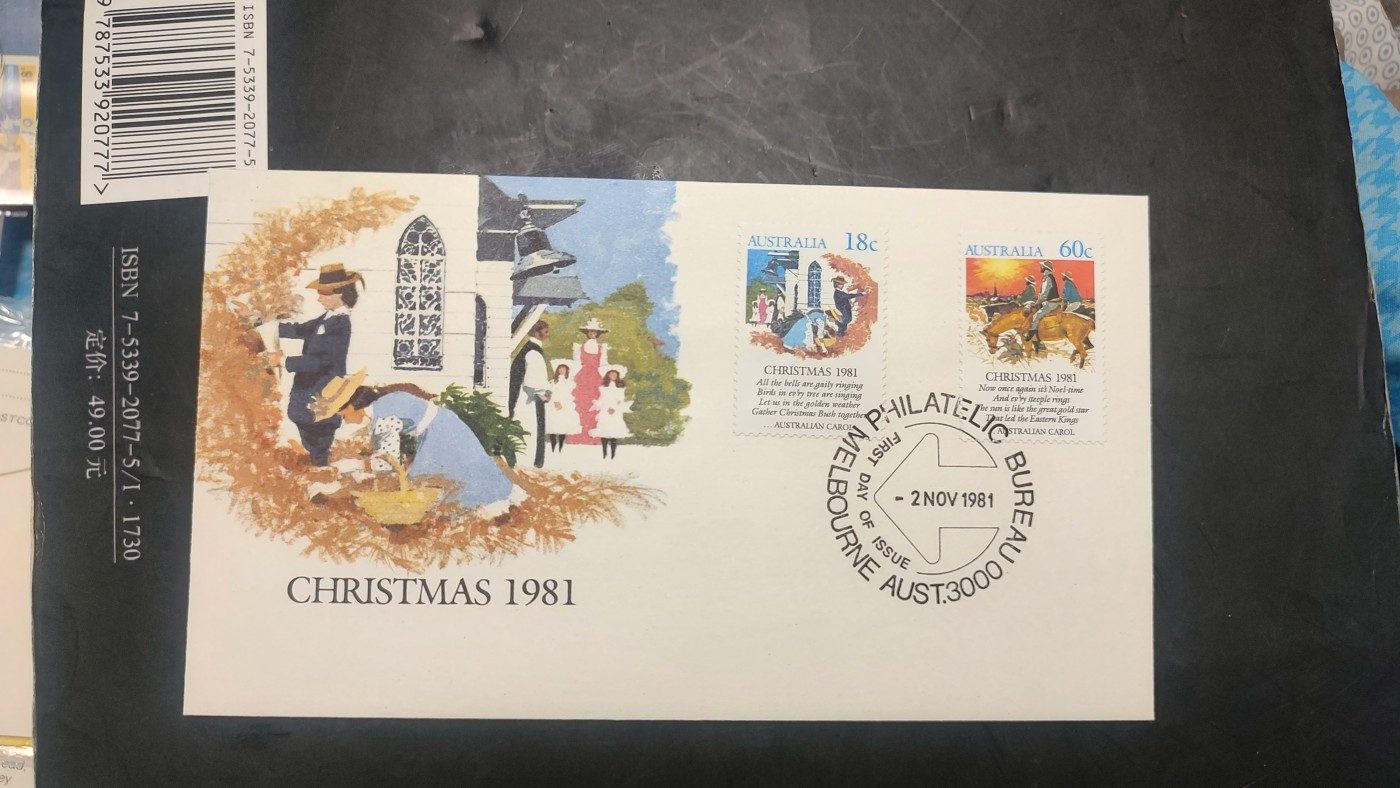 ISBN 7-5339-2077-5
9 787533 920777 >
ISBN 7-5339-2077-5/I·1730
定价: 49.00 元
CHRISTMAS 1981
AUSTRALIA 18c
CHRISTMAS 1981
All the bells are gaily ringing
Birds in ev'ry tree are singing
Let us in the golden weather
Gather Christmas Bush together
... AUSTRALIAN CAROL
AUSTRALIA 60c
CHRISTMAS 1981
Now once again it's Noel-time
And ev'ry steeple rings
The sun is like the great gold star
That led the Eastern Kings
... AUSTRALIAN CAROL
PHILATELIC BUREAU
MELBOURNE AUST.3000
FIRST DAY OF ISSUE
- 2 NOV 1981